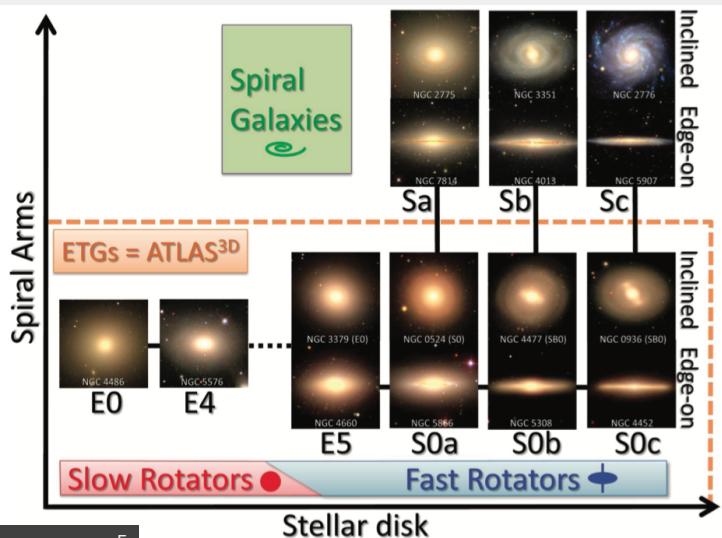 Spiral
Galaxies
NGC 2775
NGC 3351
NGC 2776
Inclined
NGC 7814
NGC 4013
NGC 5907
Edge-on
Sa
Sb
Sc
Spiral Arms
ETGs = ATLAS3D
NGC 3379 (E0)
NGC 0524 (S0)
NGC 4477 (SB0)
NGC 0936 (SB0)
Inclined
NGC 4486
NGC 5576
E0
E4
NGC 4660
NGC 5866
NGC 5308
NGC 4452
Edge-on
E5
S0a
S0b
S0c
Slow Rotators
Fast Rotators
Stellar disk